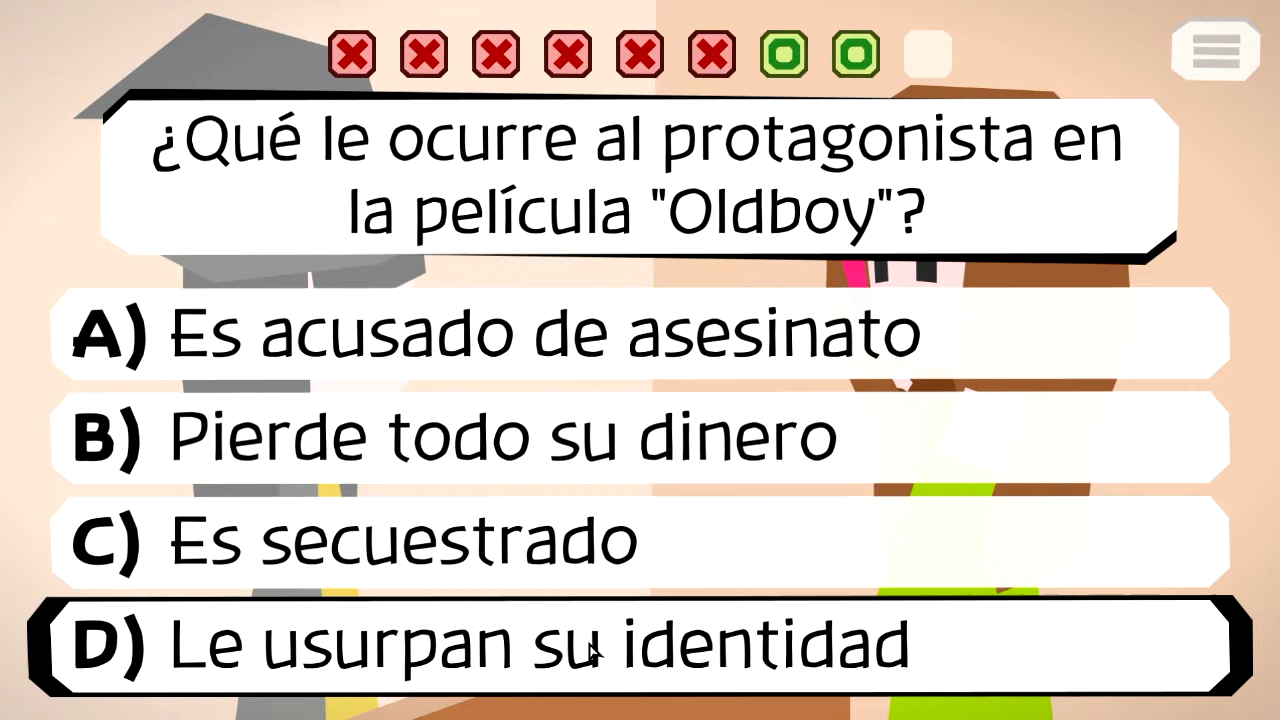 ¿Qué le ocurre al protagonista en
la película "Oldboy"?
A) Es acusado de asesinato
B) Pierde todo su dinero
C) Es secuestrado
D) Le usurpan su identidad